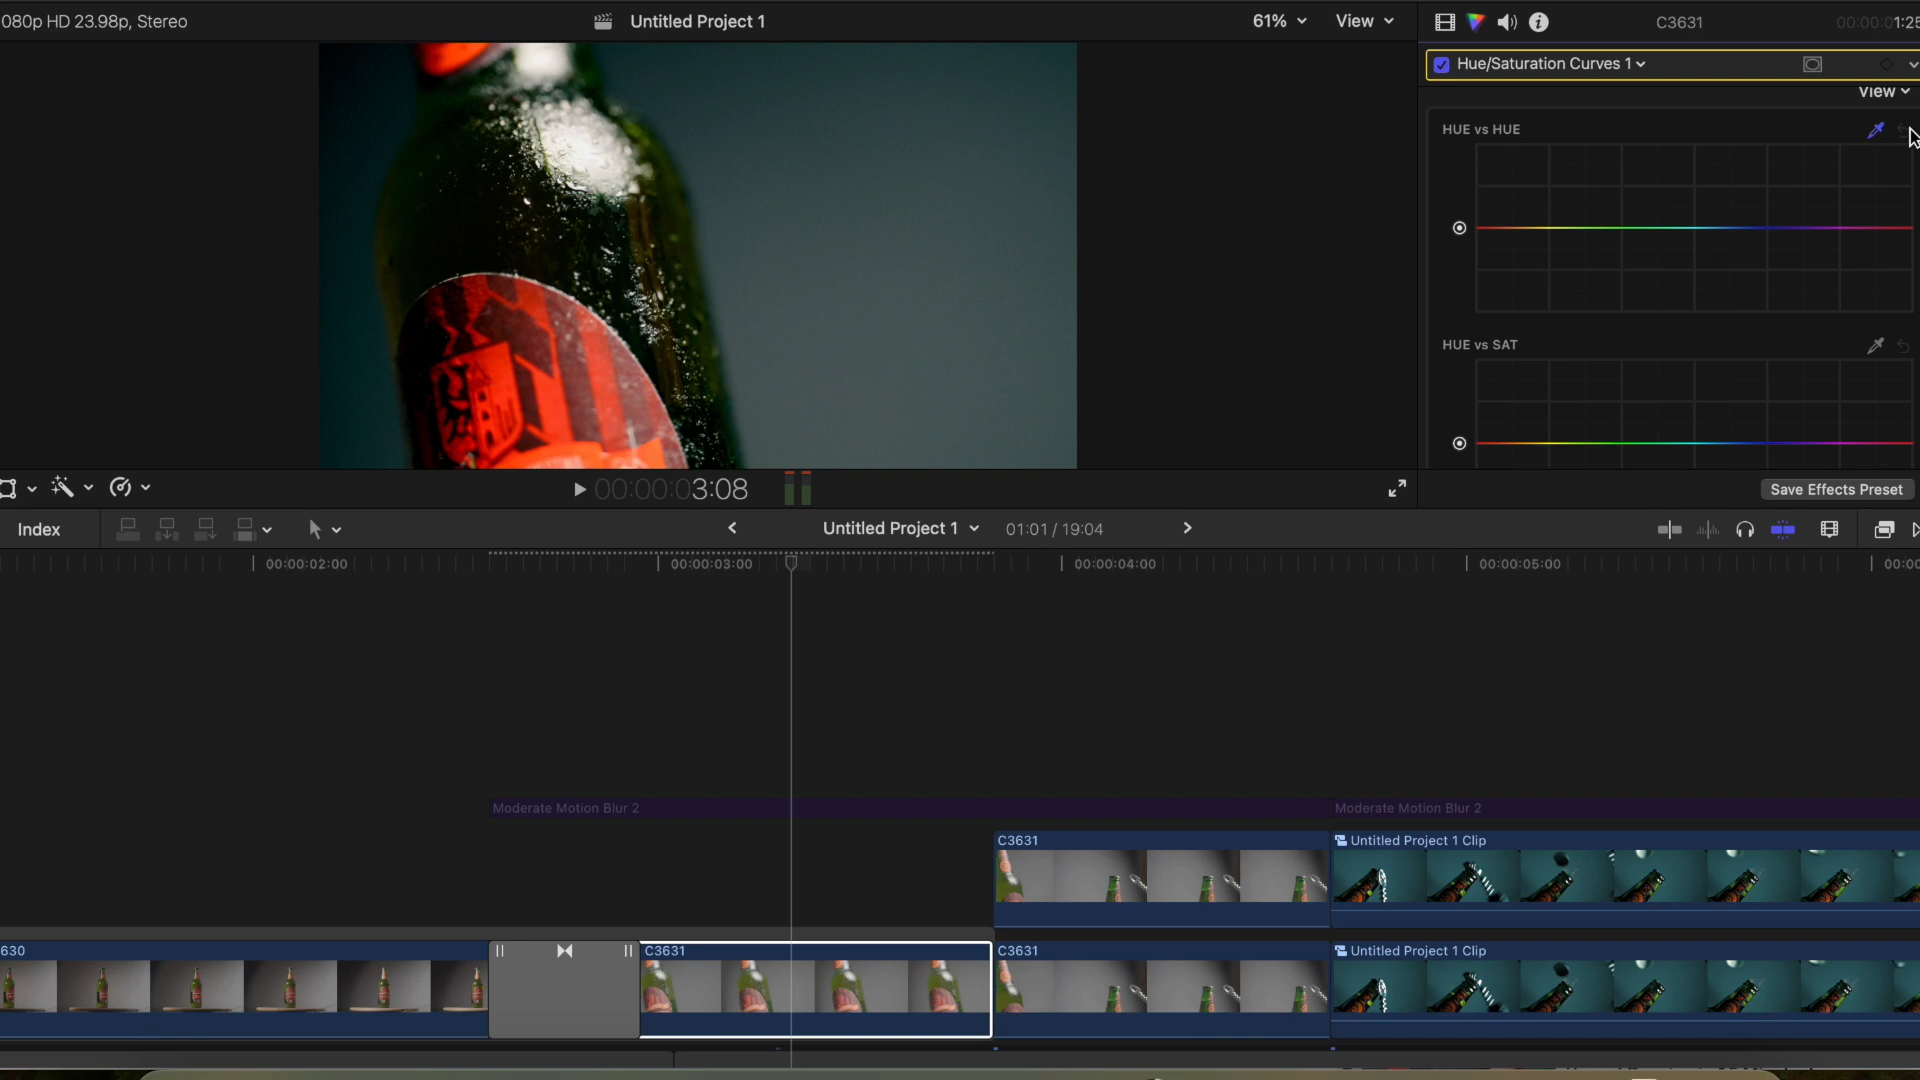 080p HD 23.98p, Stereo
Untitled Project 1
61%
View
C3631
00:00:01:25
Hue/Saturation Curves 1
View
HUE vs HUE
HUE vs SAT
00:00:03:08
Save Effects Preset
Index
Untitled Project 1
01:01 / 19:04
00:00:02:00
00:00:03:00
00:00:04:00
00:00:05:00
00:00
Moderate Motion Blur 2
Moderate Motion Blur 2
C3631
Untitled Project 1 Clip
630
C3631
C3631
Untitled Project 1 Clip